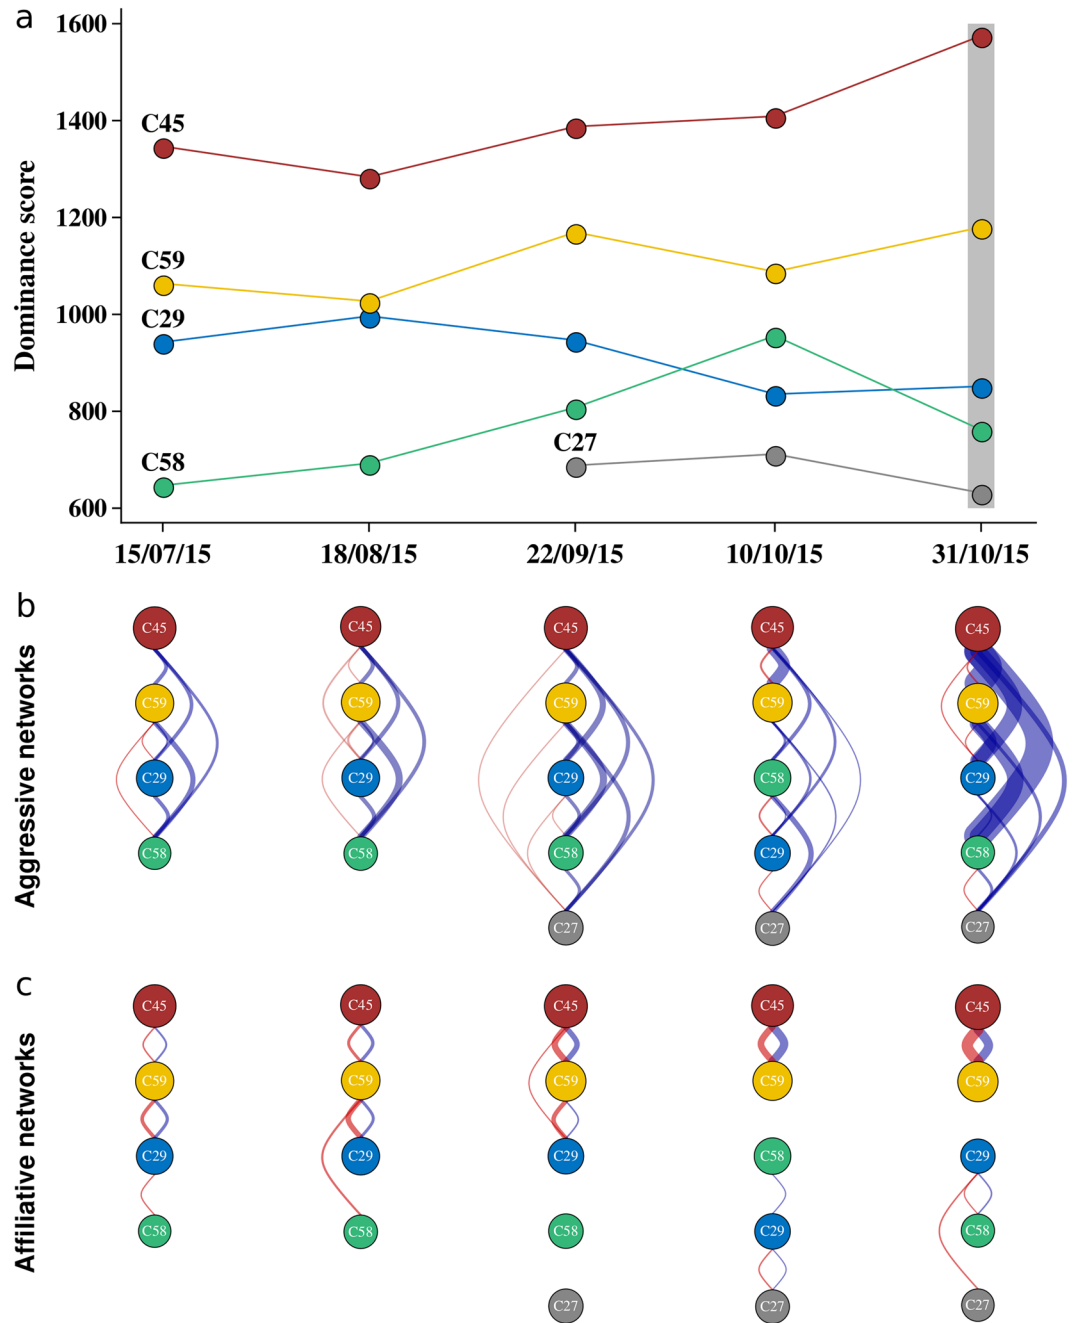 a
1600
1400
1200
1000
800
600
Dominance score
C45
C59
C29
C58
C27
15/07/15 18/08/15 22/09/15 10/10/15 31/10/15
b
Aggressive networks
C45 C45 C45 C45 C45
C59 C59 C59 C59 C59
C29 C29 C29 C58 C29
C58 C58 C58 C29 C58
C27 C27 C27
c
Affiliative networks
C45 C45 C45 C45 C45
C59 C59 C59 C59 C59
C29 C29 C29 C58 C29
C58 C58 C58 C29 C58
C27 C27 C27